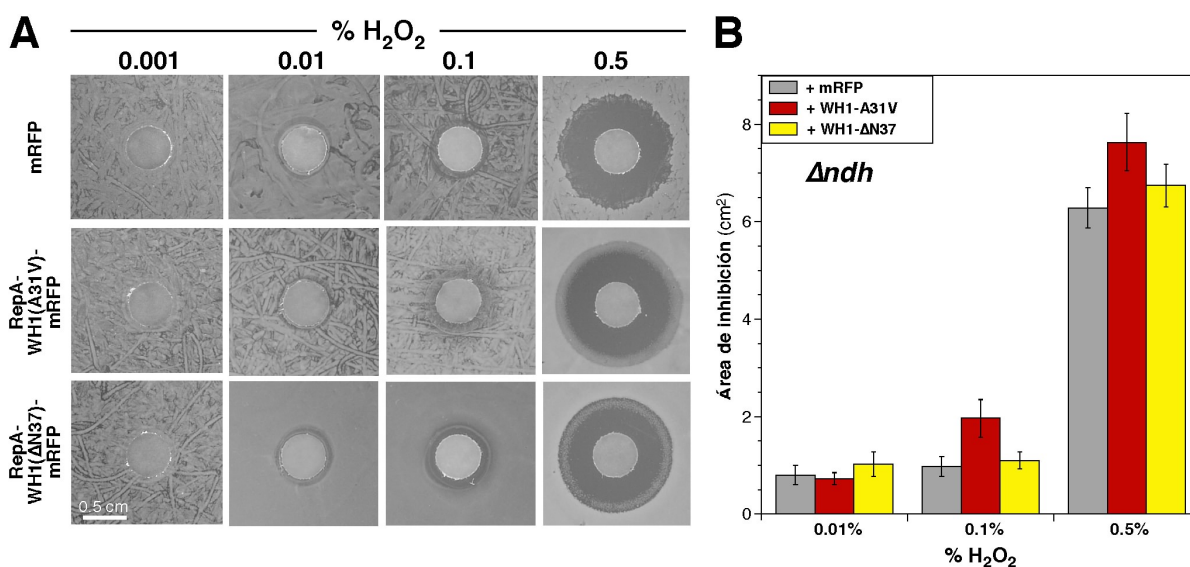 A
% H2O2
0.001 0.01 0.1 0.5
mRFP
RepA-
WH1(A31V)-
mRFP
RepA-
WH1(ΔN37)-
mRFP
0.5 cm
B
+ mRFP
+ WH1-A31V
+ WH1-ΔN37
Δndh
Área de inhibición (cm²)
8
6
4
2
0
0.01% 0.1% 0.5%
% H2O2